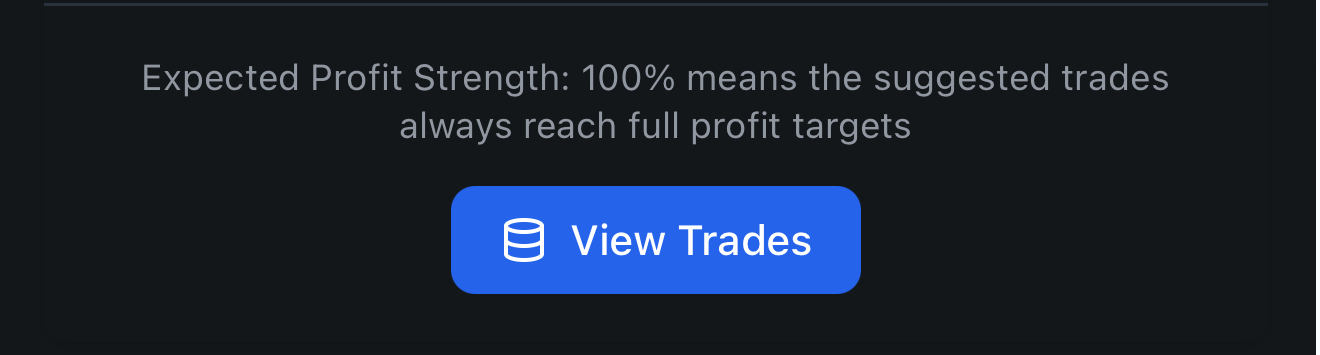 Expected Profit Strength: 100% means the suggested trades
always reach full profit targets
View Trades